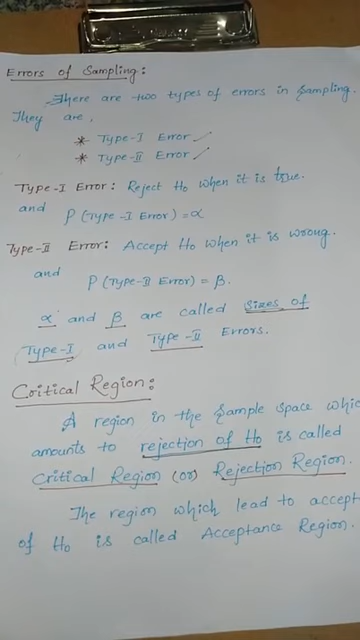 Errors of Sampling:
There are two types of errors in sampling.
They are,
* Type-I Error ✓
* Type-II Error ✓
Type-I Error: Reject H0 when it is true.
and P(Type-I Error) = α
Type-II Error: Accept H0 when it is wrong.
and P(Type-II Error) = β.
α and β are called sizes of
Type-I and Type-II Errors.
Critical Region:
A region in the sample space whic
amounts to rejection of H0 is called
Critical Region (or) Rejection Region.
The region which lead to accept
of H0 is called Acceptance Region.